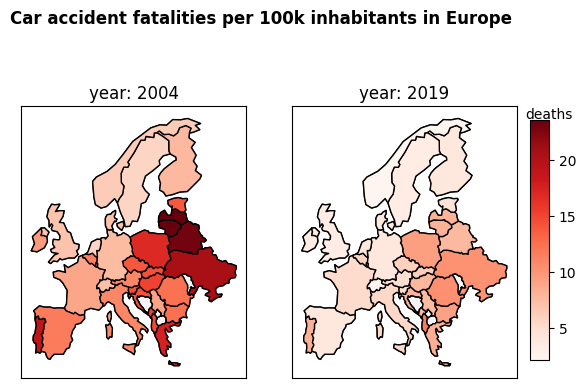 Car accident fatalities per 100k inhabitants in Europe
year: 2004
year: 2019
deaths
20
15
10
5